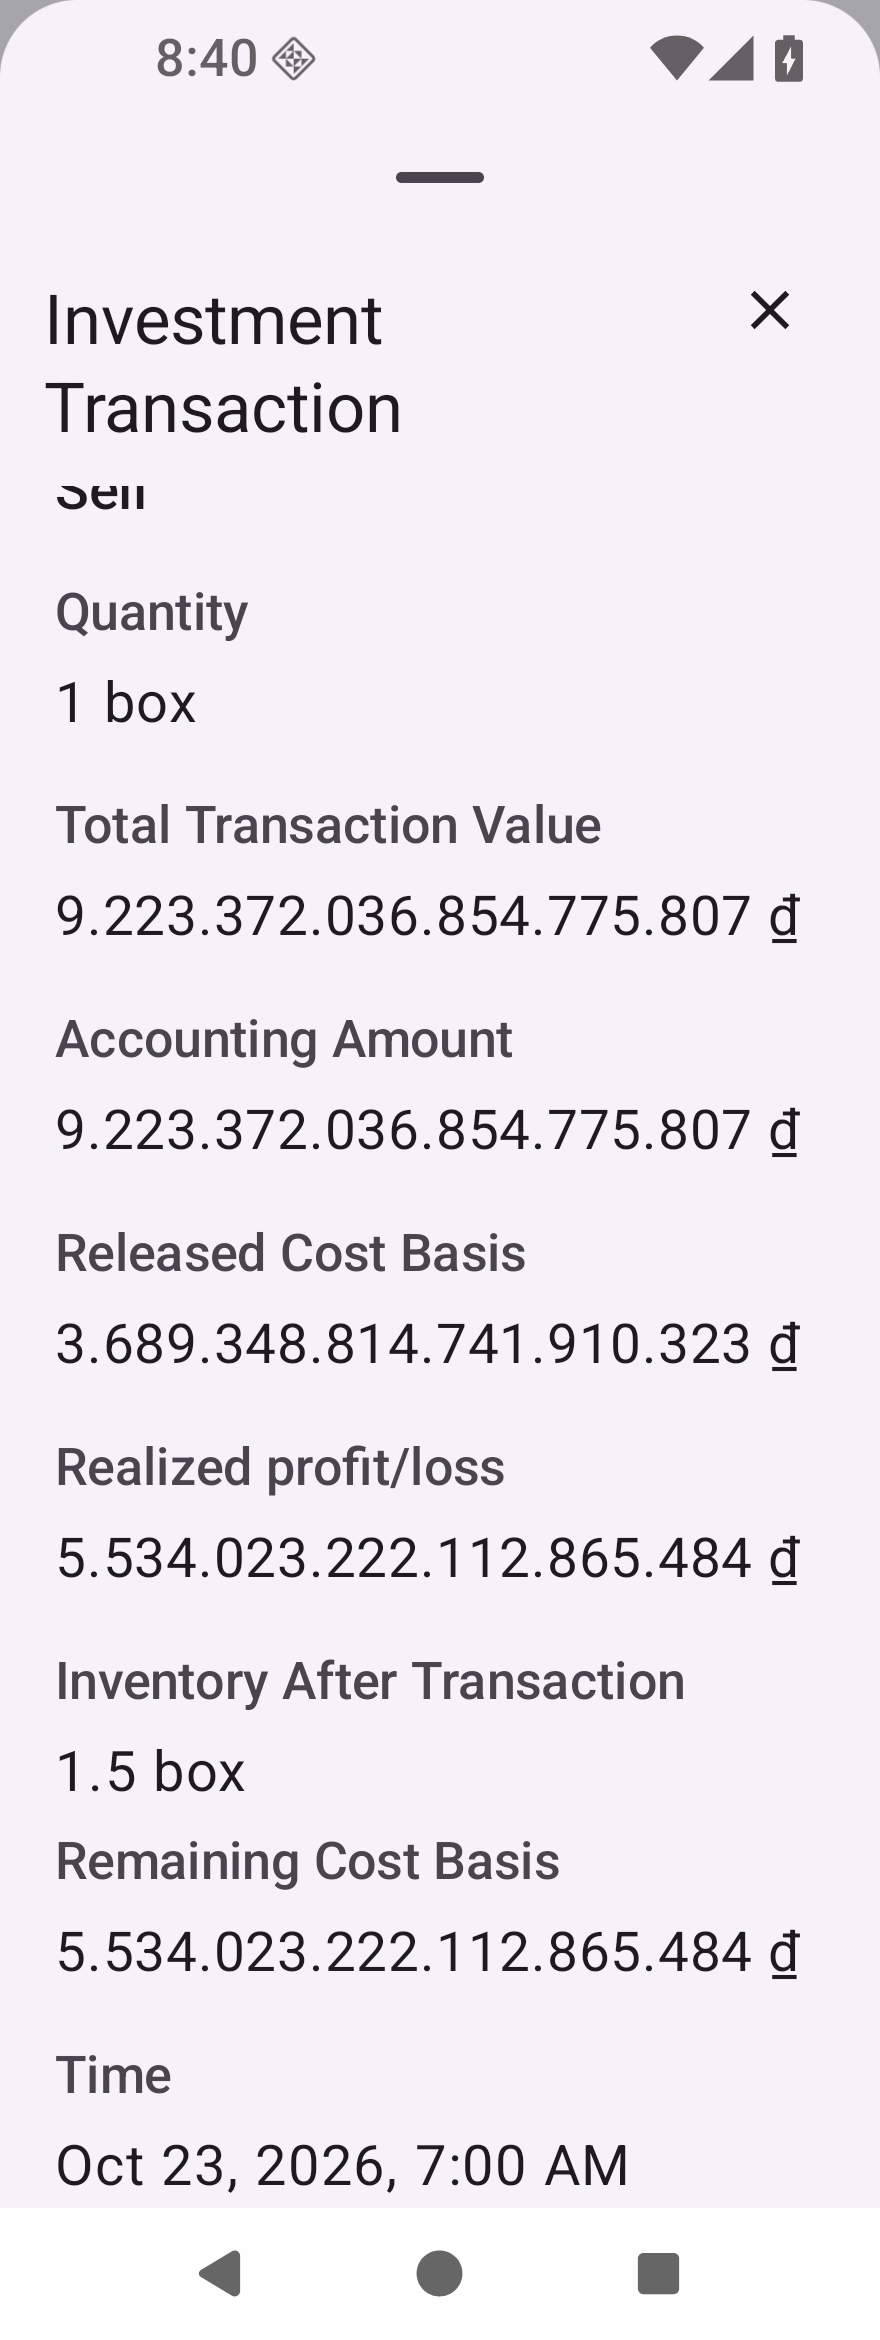 8:40
Investment
Transaction
Sell
Quantity
1 box
Total Transaction Value
9.223.372.036.854.775.807 ₫
Accounting Amount
9.223.372.036.854.775.807 ₫
Released Cost Basis
3.689.348.814.741.910.323 ₫
Realized profit/loss
5.534.023.222.112.865.484 ₫
Inventory After Transaction
1.5 box
Remaining Cost Basis
5.534.023.222.112.865.484 ₫
Time
Oct 23, 2026, 7:00 AM